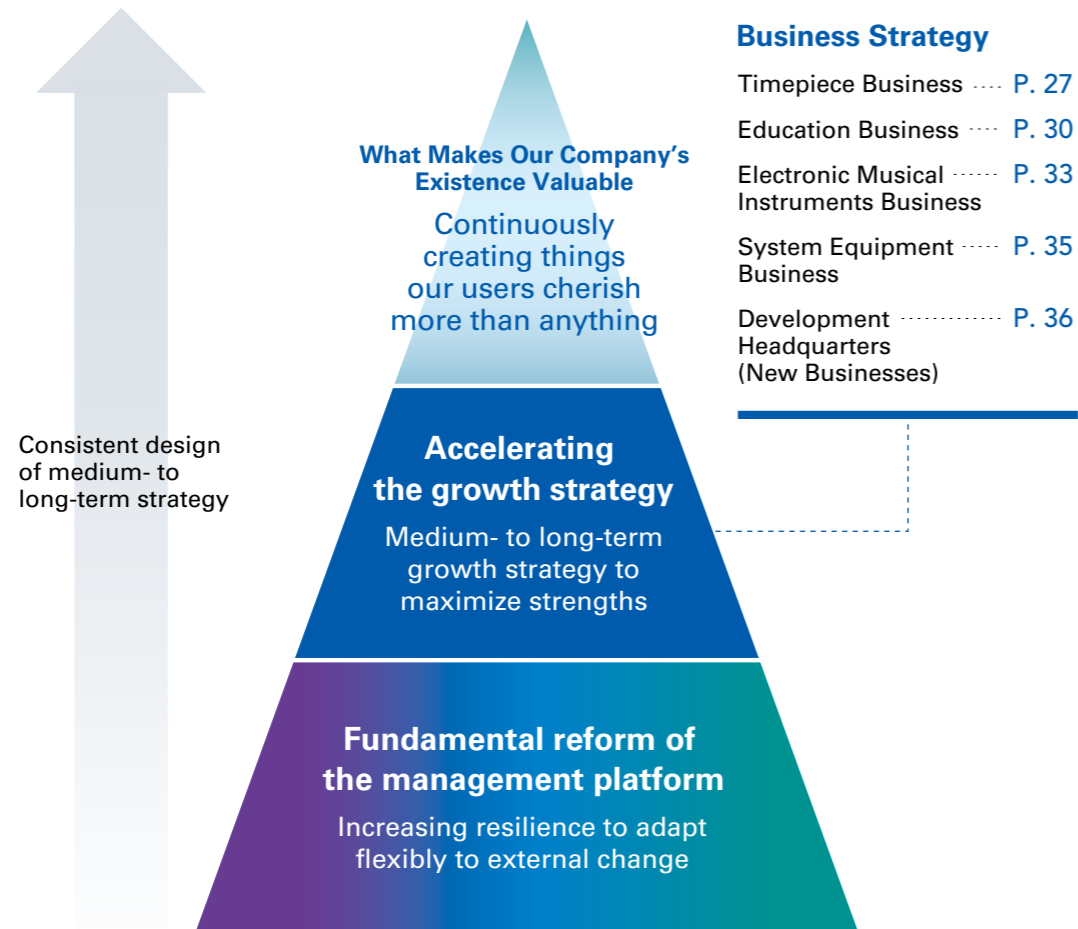 What Makes Our Company's
Existence Valuable
Continuously
creating things
our users cherish
more than anything
Business Strategy
Timepiece Business ···· P. 27
Education Business ···· P. 30
Electronic Musical ······ P. 33
Instruments Business
System Equipment ····· P. 35
Business
Development ············· P. 36
Headquarters
(New Businesses)
Consistent design
of medium- to
long-term strategy
Accelerating
the growth strategy
Medium- to long-term
growth strategy to
maximize strengths
Fundamental reform of
the management platform
Increasing resilience to adapt
flexibly to external change